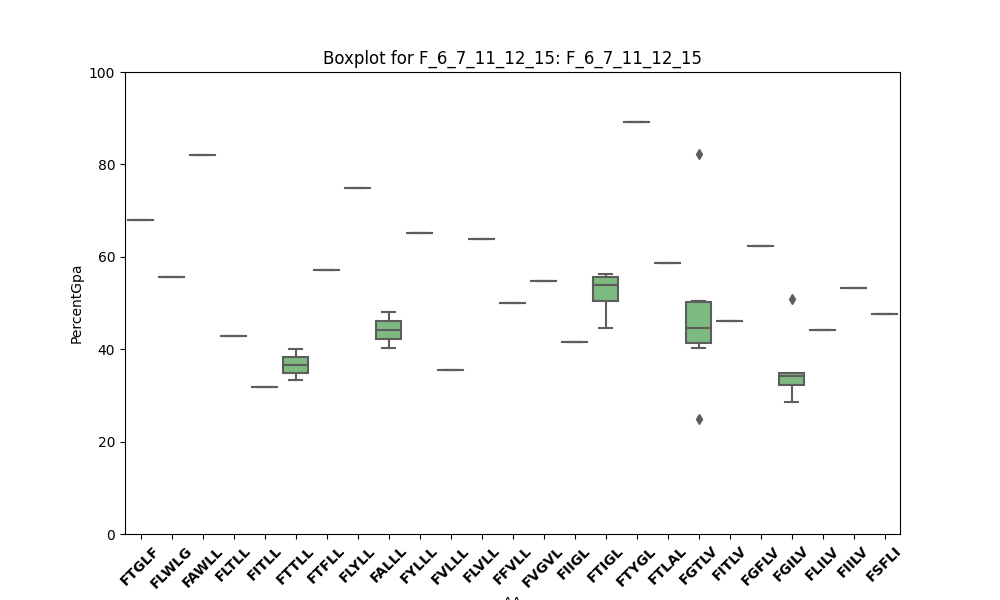 Boxplot for F_6_7_11_12_15: F_6_7_11_12_15
100
80
60
40
20
0
PercentGpa
FTGLF
FLWLG
FAWLL
FLTLL
FITLL
FTTLL
FTFLL
FLYLL
FALLL
FYLLL
FVLLL
FLVLL
FFVLL
FVGVL
FIIGL
FTIGL
FTYGL
FTLAL
FGTLV
FITLV
FGFLV
FGILV
FLILV
FIILV
FSFLI